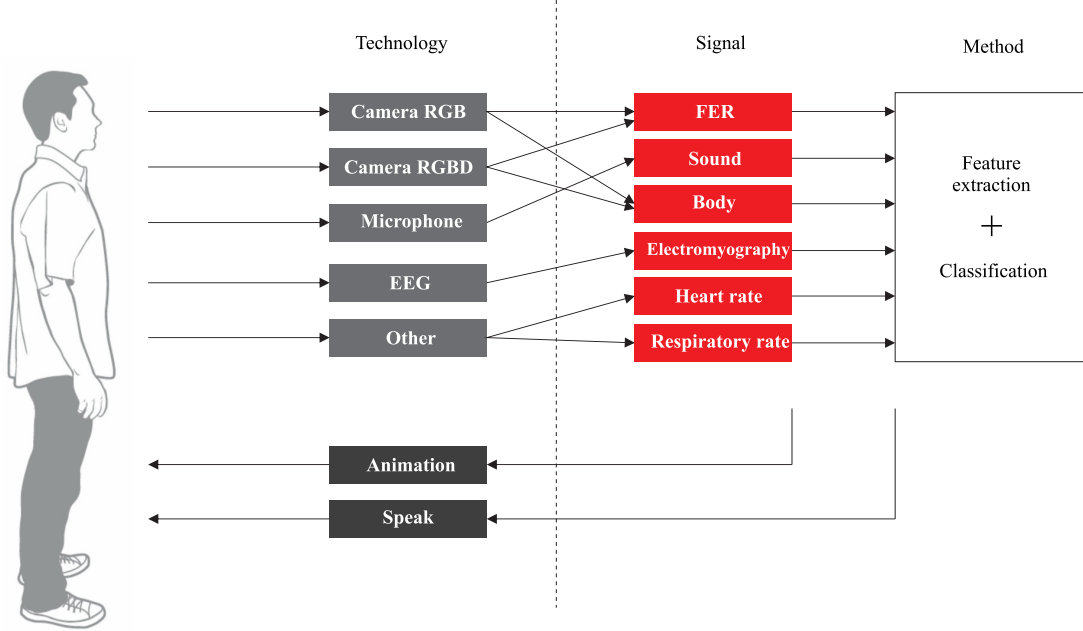 Technology
Signal
Method
Camera RGB
Camera RGBD
Microphone
EEG
Other
FER
Sound
Body
Electromyography
Heart rate
Respiratory rate
Feature
extraction
+
Classification
Animation
Speak